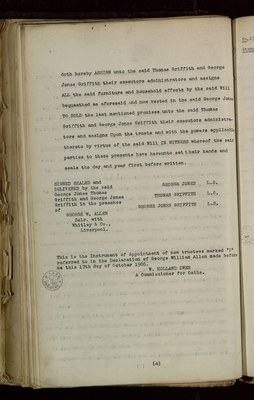 doth hereby ASSIGN unto the said Thomas Griffith and George
Jones Griffith their executors administrators and assigns
ALL the said furniture and household effects by the said Will
bequeathed as aforesaid and now vested in the said George Jones
TO HOLD the last mentioned premises unto the said Thomas
Griffith and George Jones Griffith their executors administra-
tors and assigns Upon the trusts and with the powers applicable
thereto by virtue of the said Will IN WITNESS whereof the said
parties to these presents have hereunto set their hands and
seals the day and year first before written.
SIGNED SEALED and
DELIVERED by the said
George Jones Thomas
Griffith and George Jones
Griffith in the presence
of
GEORGE JONES L.S.
THOMAS GRIFFITH L.S.
GEORGE JONES GRIFFITH L.S.
GEORGE W. ALLEN
Solr. with
Whitley & Co.,
Liverpool.
This is the Instrument of Appointment of new trustees marked
referred to in the Declaration of George William Allen made before
me this 17th day of October 1906.
HOLLAND OWEN
A Commissioner for Oaths.
(4)